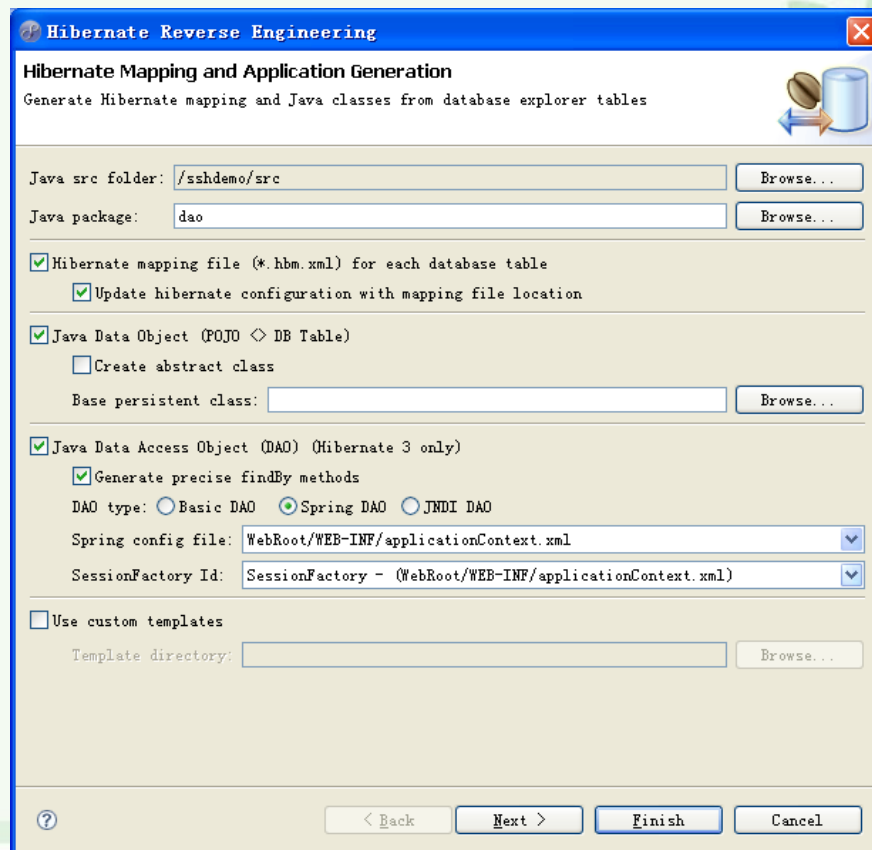 Hibernate Reverse Engineering
Hibernate Mapping and Application Generation
Generate Hibernate mapping and Java classes from database explorer tables
Java src folder: /sshdemo/src Browse...
Java package: dao Browse...
Hibernate mapping file (*.hbm.xml) for each database table
Update hibernate configuration with mapping file location
Java Data Object (POJO <> DB Table)
Create abstract class
Base persistent class: Browse...
Java Data Access Object (DAO) (Hibernate 3 only)
Generate precise findBy methods
DAO type: Basic DAO Spring DAO JNDI DAO
Spring config file: WebRoot/WEB-INF/applicationContext.xml
SessionFactory Id: SessionFactory - (WebRoot/WEB-INF/applicationContext.xml)
Use custom templates
Template directory: Browse...
? < Back Next > Finish Cancel